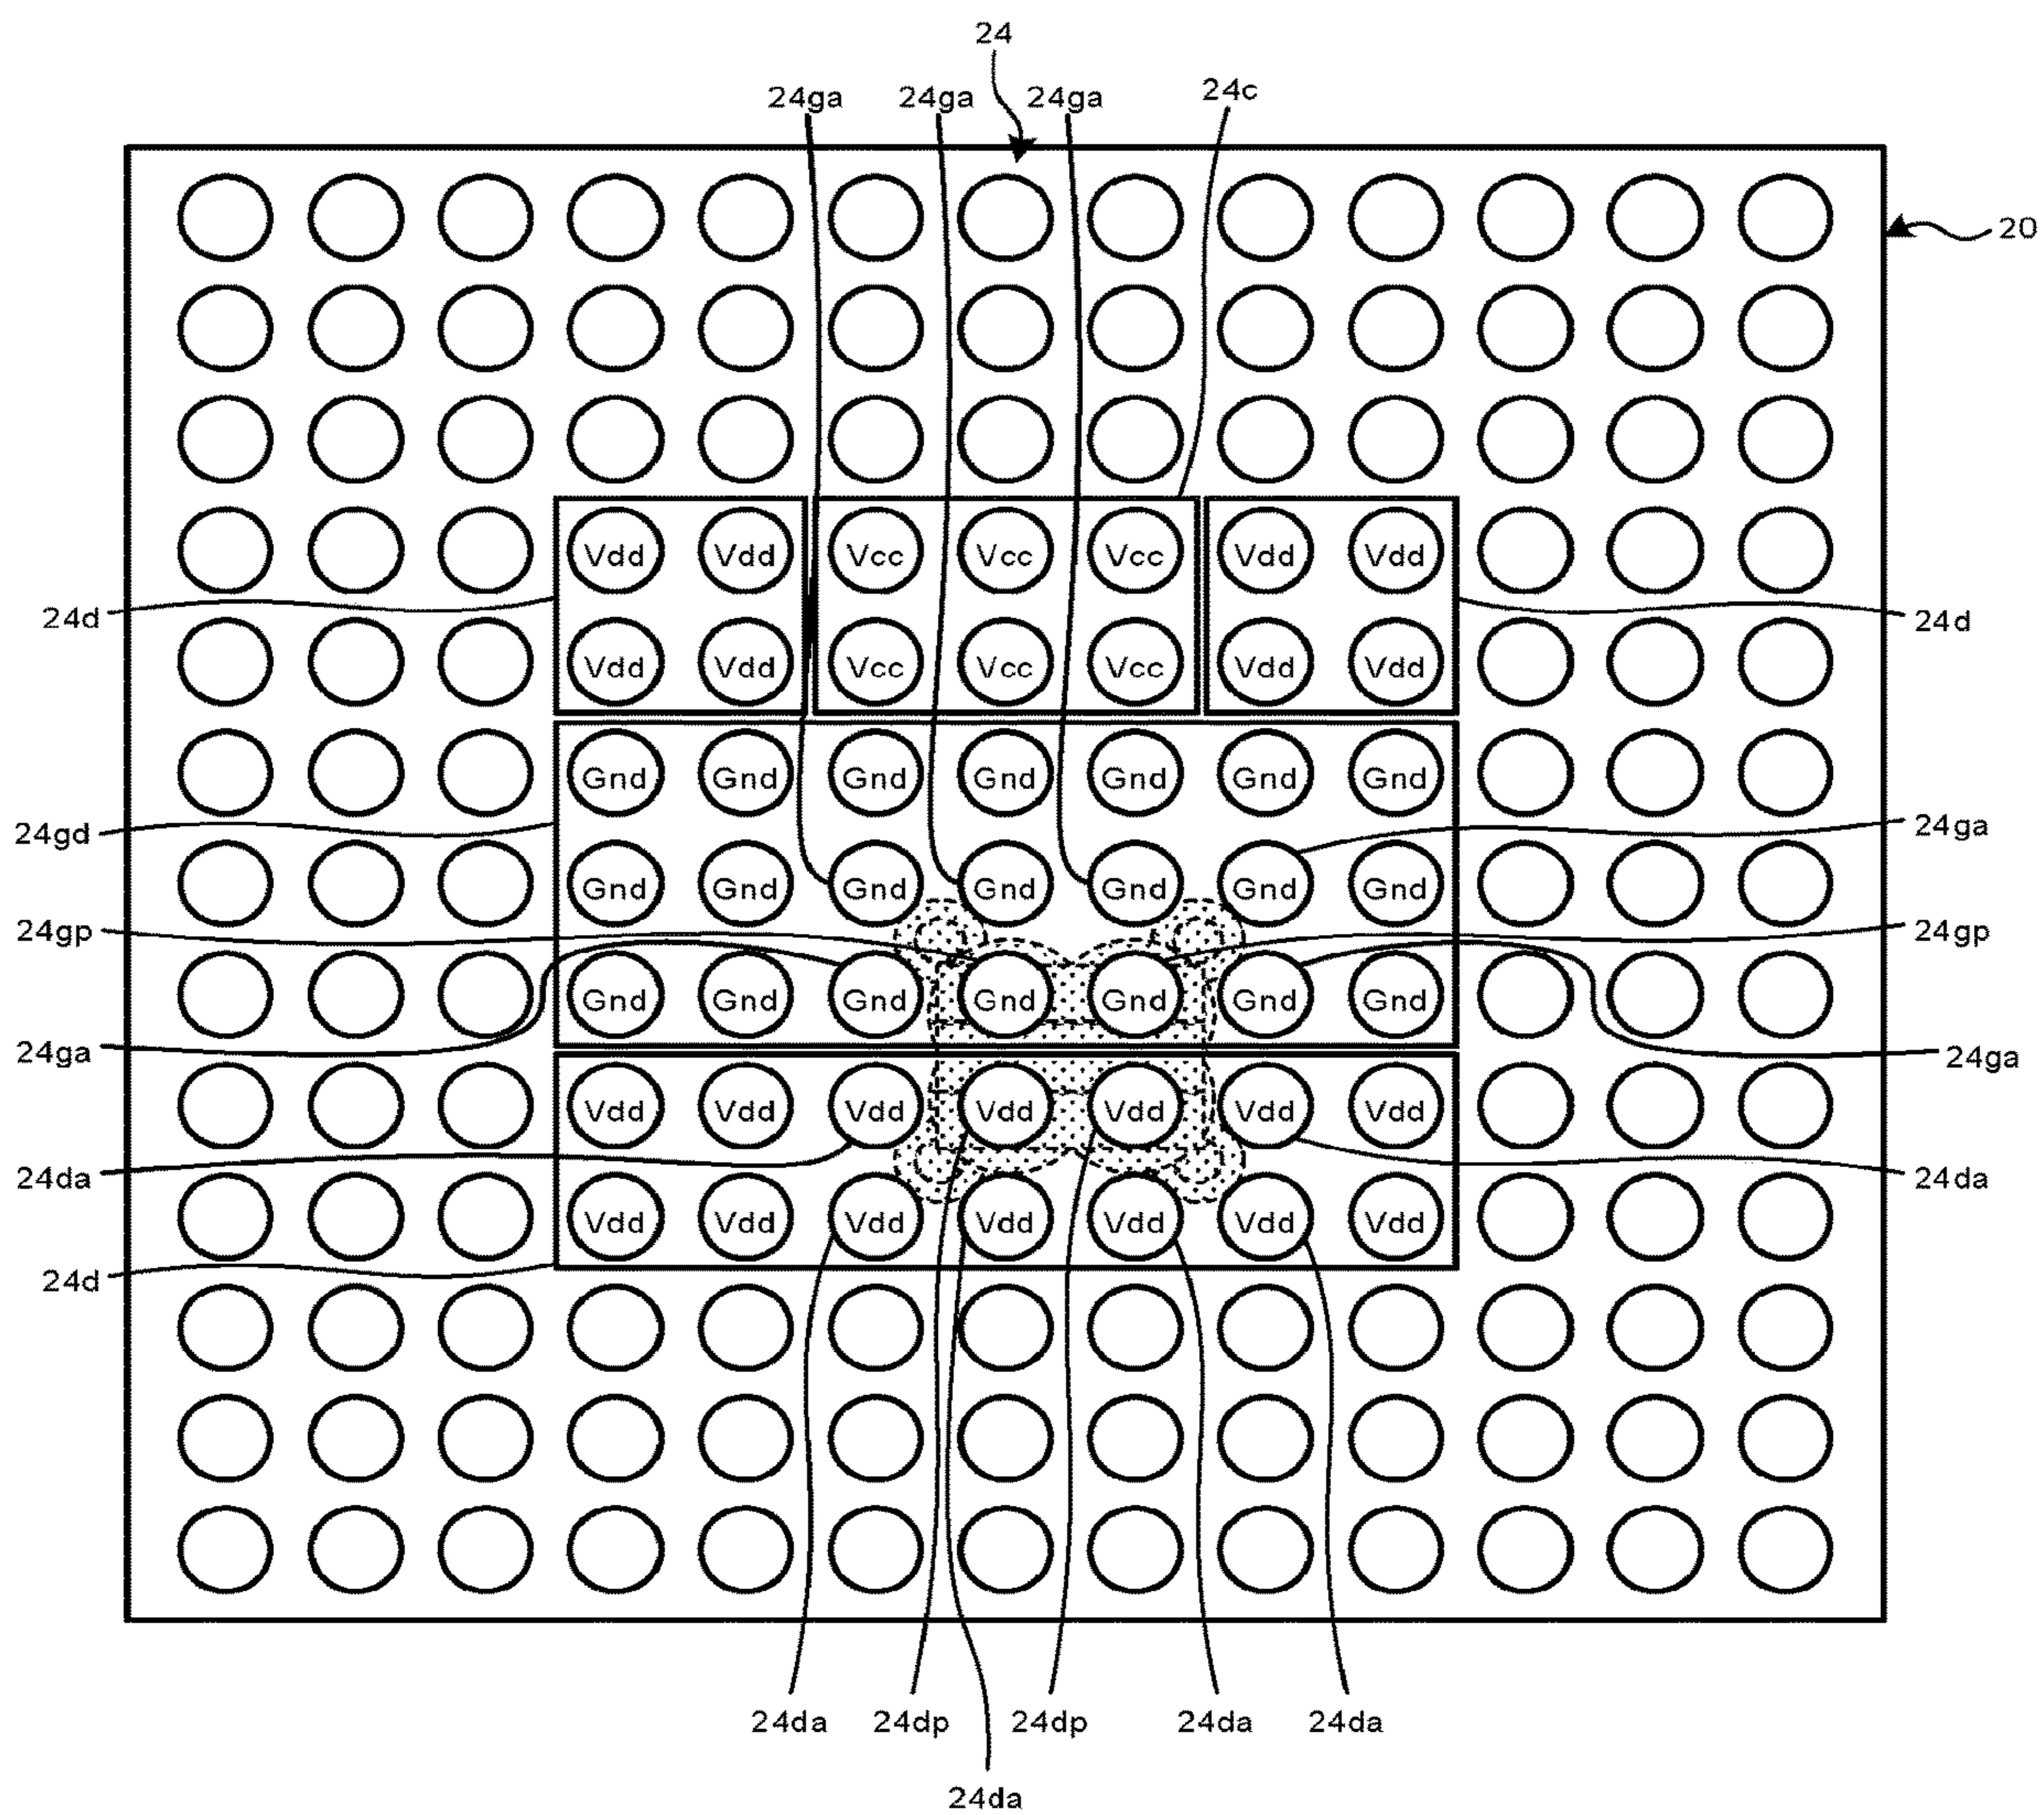 24
24ga 24ga 24ga 24c
20
Vdd Vdd Vcc Vcc Vcc Vdd Vdd
24d 24d
Vdd Vdd Vcc Vcc Vcc Vdd Vdd
Gnd Gnd Gnd Gnd Gnd Gnd Gnd
24gd 24ga
Gnd Gnd Gnd Gnd Gnd Gnd Gnd
24gp 24gp
Gnd Gnd Gnd Gnd Gnd Gnd Gnd
24ga 24ga
Vdd Vdd Vdd Vdd Vdd Vdd Vdd
24da 24da
Vdd Vdd Vdd Vdd Vdd Vdd Vdd
24d
24da 24dp 24dp 24da 24da
24da